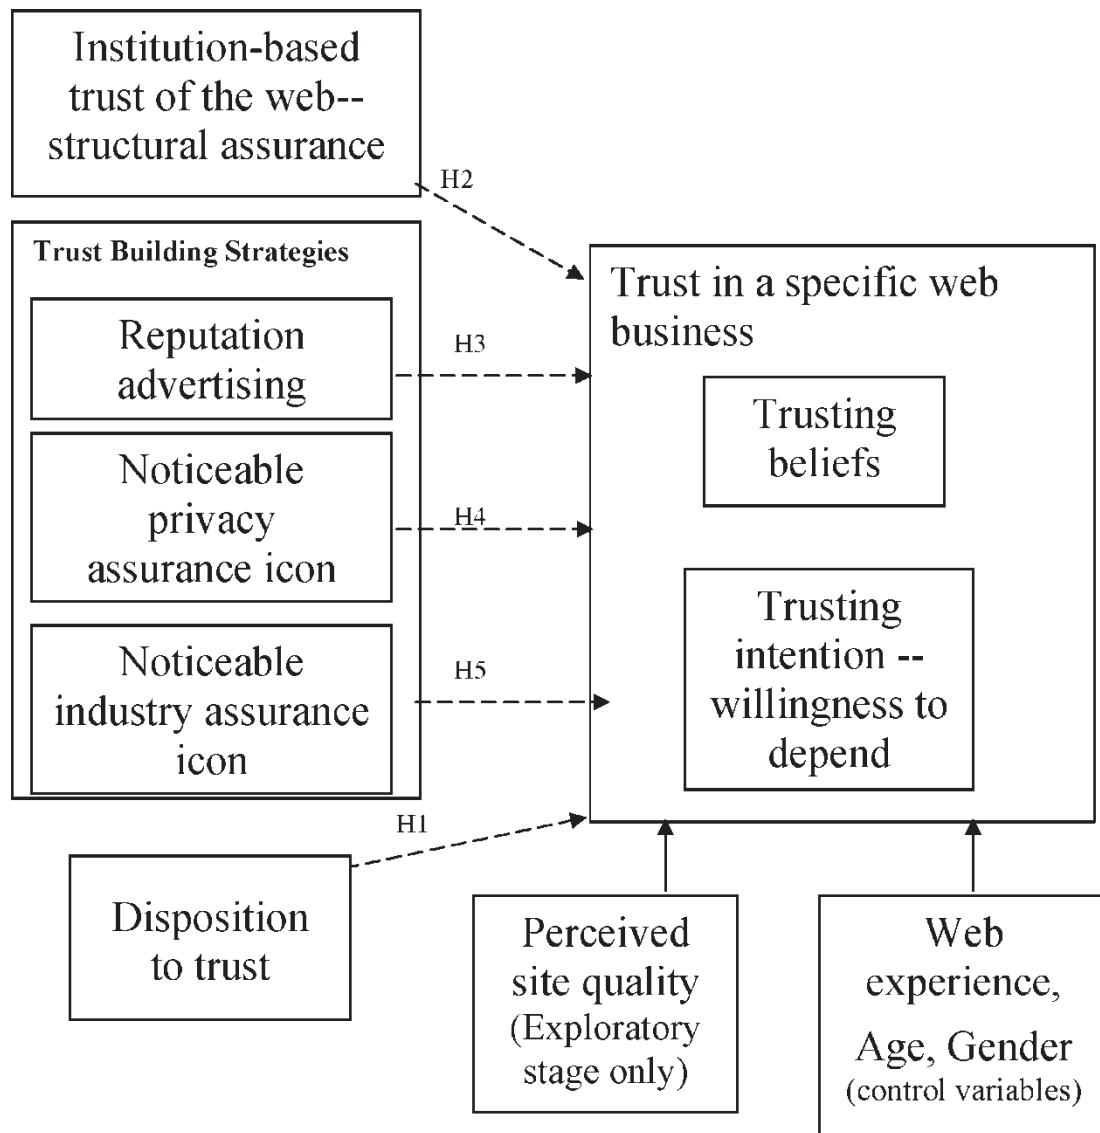 Institution-based
trust of the web--
structural assurance
H2
Trust Building Strategies
Reputation
advertising
H3
Noticeable
privacy
assurance icon
H4
Noticeable
industry assurance
icon
H5
Trust in a specific web
business
Trusting
beliefs
Trusting
intention --
willingness to
depend
H1
Disposition
to trust
Perceived
site quality
(Exploratory
stage only)
Web
experience,
Age, Gender
(control variables)